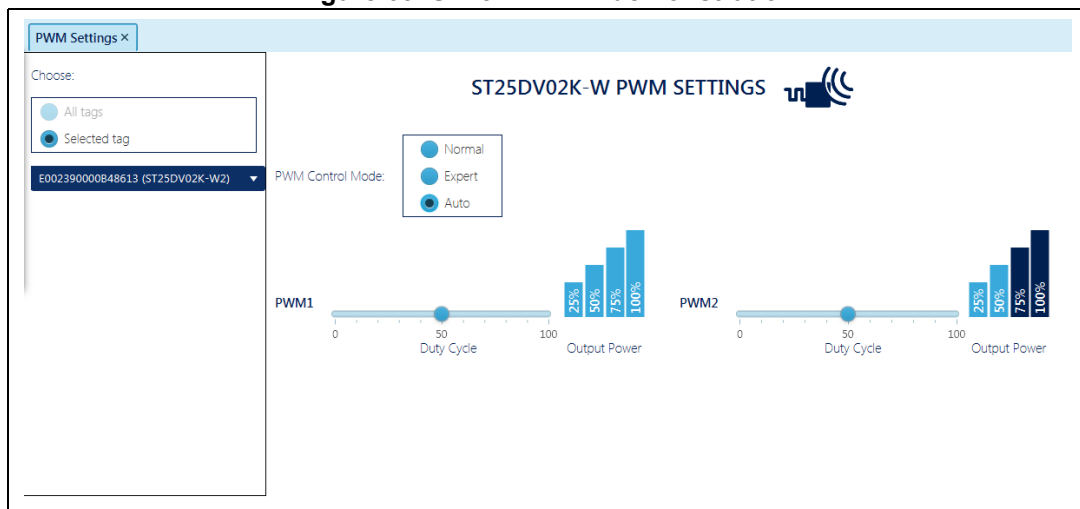 PWM Settings ×
Choose:
All tags
Selected tag
E002390000B48613 (ST25DV02K-W2)
ST25DV02K-W PWM SETTINGS
PWM Control Mode:
Normal
Expert
Auto
PWM1
0
50
100
Duty Cycle
25%
50%
75%
100%
Output Power
PWM2
0
50
100
Duty Cycle
25%
50%
75%
100%
Output Power